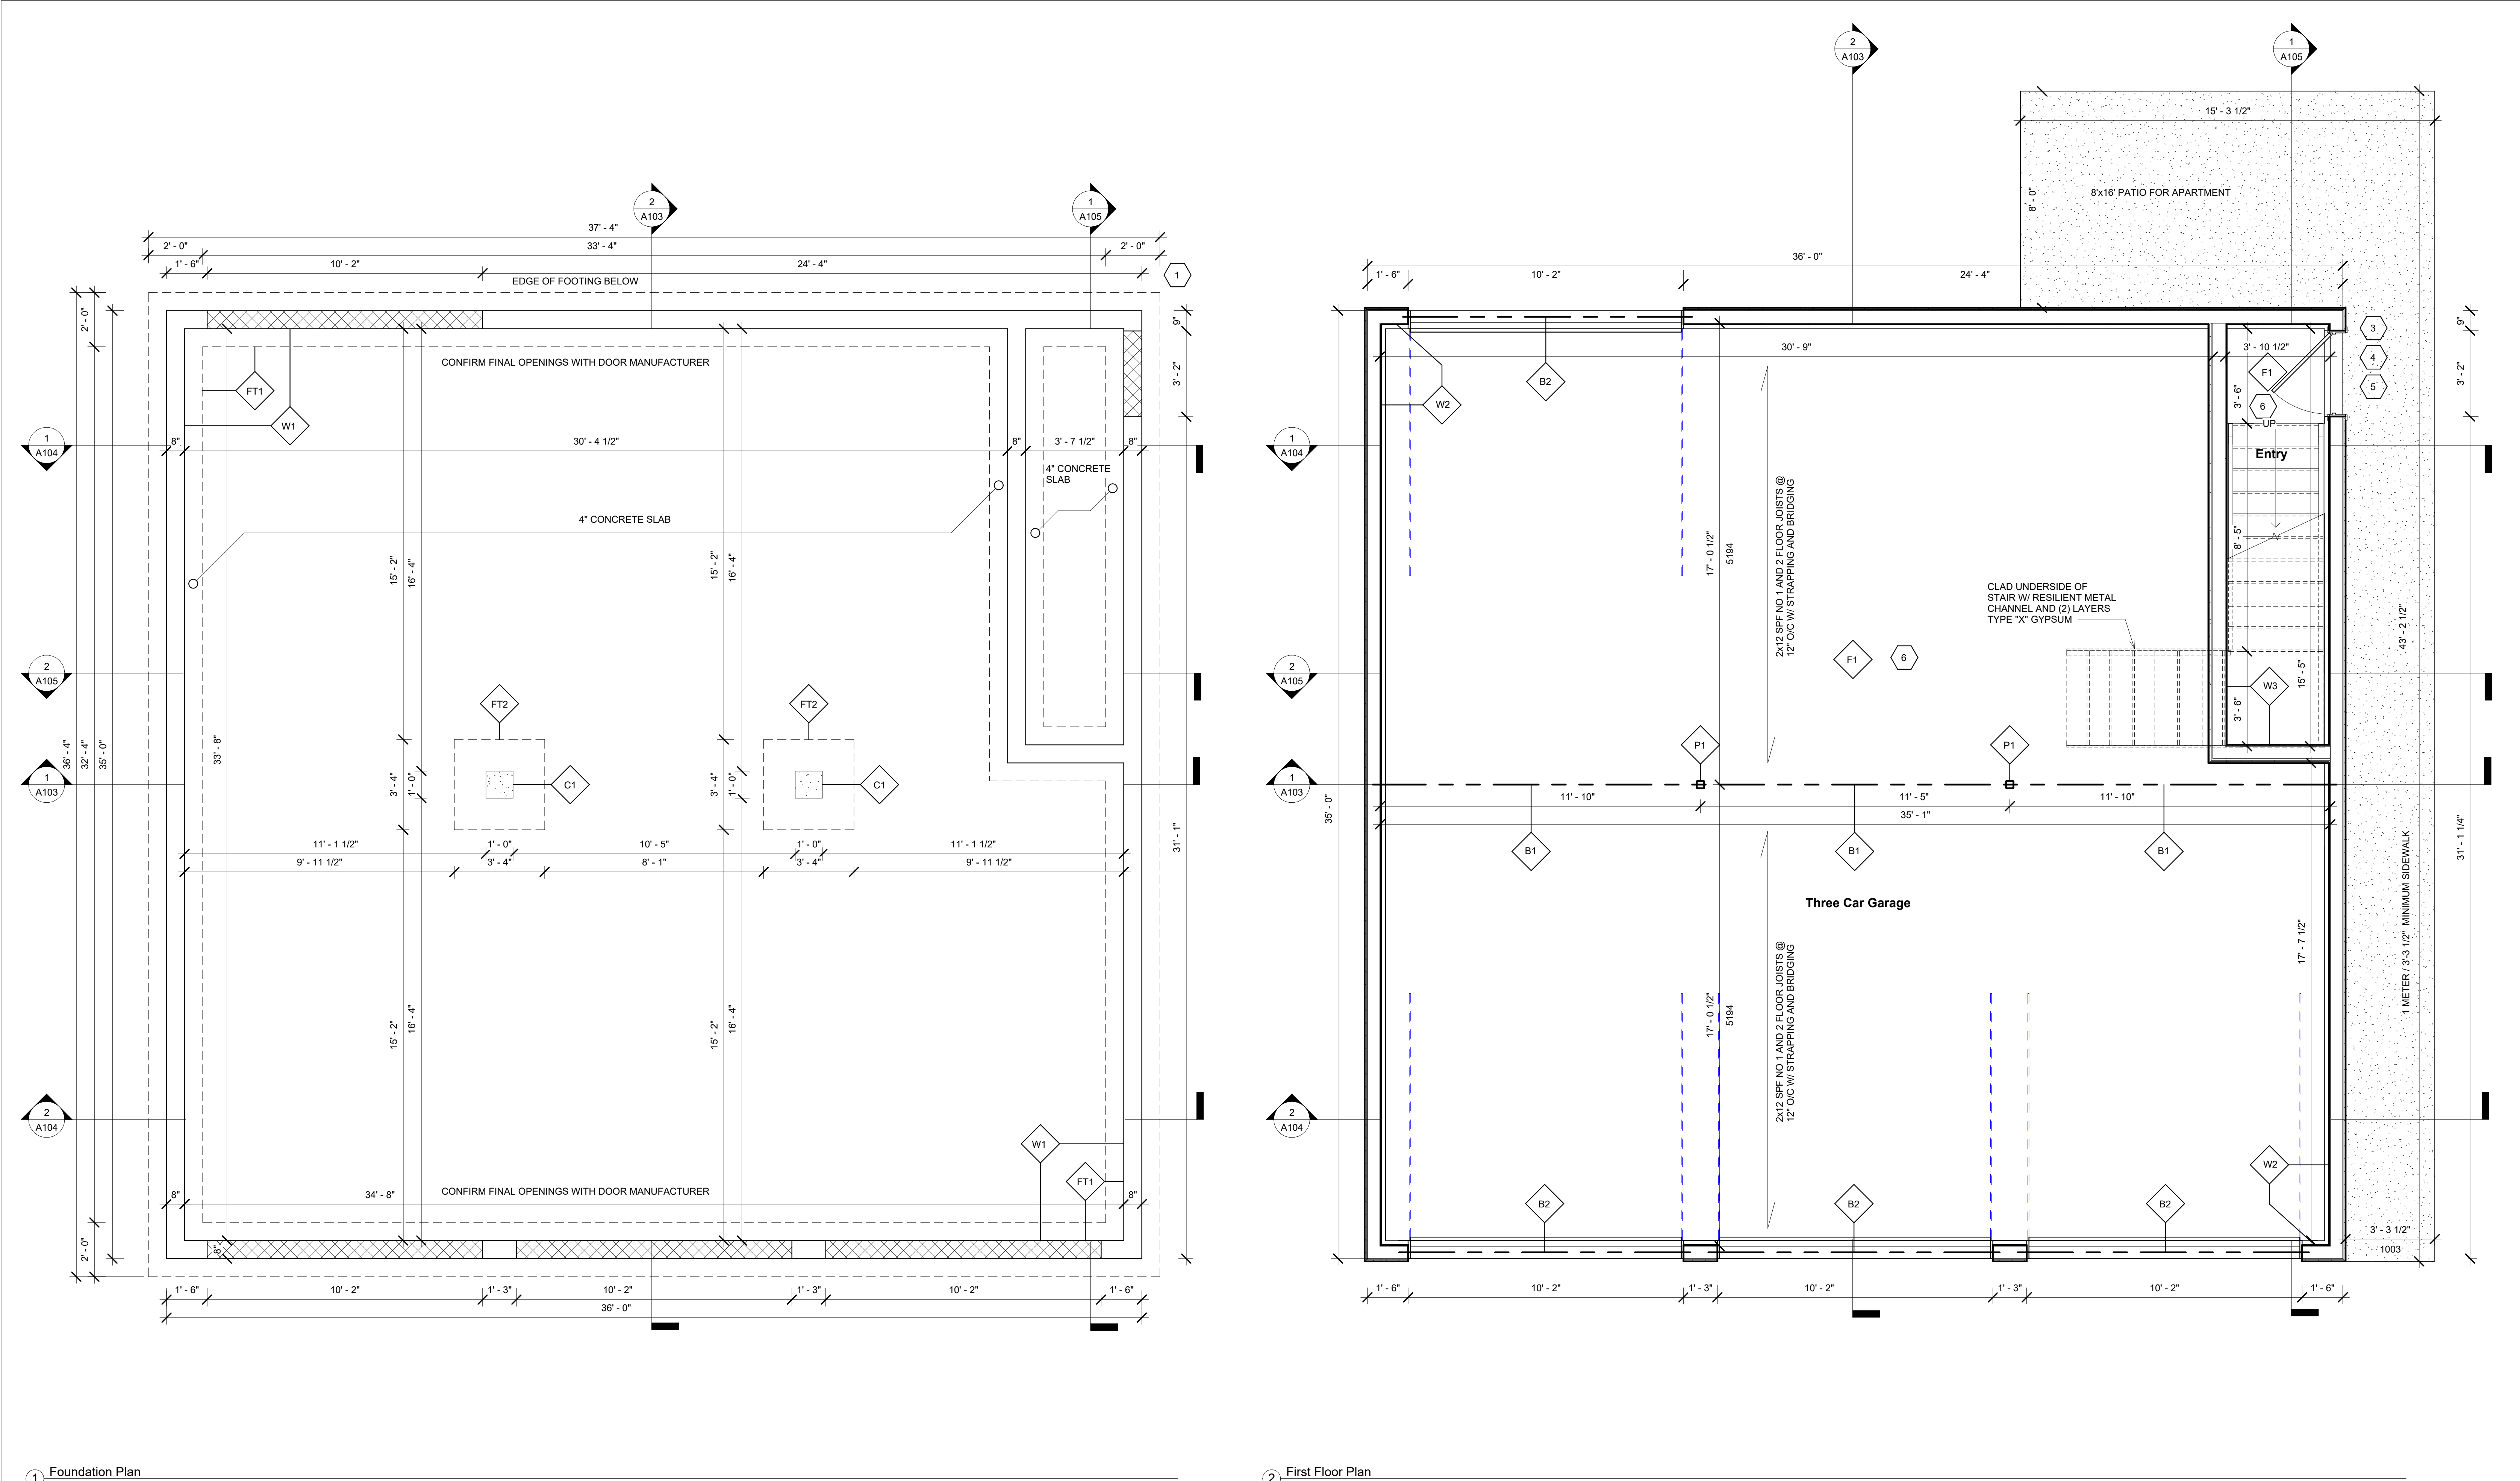 2
A103
1
A105
37' - 4"
2' - 0"
33' - 4"
2' - 0"
1' - 6"
10' - 2"
24' - 4"
EDGE OF FOOTING BELOW
1
2' - 0"
9"
CONFIRM FINAL OPENINGS WITH DOOR MANUFACTURER
3' - 2"
FT1
W1
1
A104
8"
30' - 4 1/2"
8"
3' - 7 1/2"
8"
4" CONCRETE
SLAB
4" CONCRETE SLAB
15' - 2"
16' - 4"
15' - 2"
16' - 4"
2
A105
FT2
FT2
36' - 4"
32' - 4"
35' - 0"
33' - 8"
1
A103
3' - 4"
1' - 0"
C1
3' - 4"
1' - 0"
C1
11' - 1 1/2"
1' - 0"
10' - 5"
1' - 0"
11' - 1 1/2"
9' - 11 1/2"
3' - 4"
8' - 1"
3' - 4"
9' - 11 1/2"
31' - 1"
15' - 2"
16' - 4"
15' - 2"
16' - 4"
2
A104
W1
FT1
8"
34' - 8"
CONFIRM FINAL OPENINGS WITH DOOR MANUFACTURER
8"
2' - 0"
8"
1' - 6"
10' - 2"
1' - 3"
10' - 2"
1' - 3"
10' - 2"
1' - 6"
36' - 0"
1
Foundation Plan
2
A103
1
A105
15' - 3 1/2"
8' - 0"
8'x16' PATIO FOR APARTMENT
36' - 0"
1' - 6"
10' - 2"
24' - 4"
9"
3
4
5
30' - 9"
3' - 10 1/2"
F1
B2
W2
3' - 6"
6
UP
3' - 2"
1
A104
Entry
17' - 0 1/2"
5194
2x12 SPF NO 1 AND 2 FLOOR JOISTS @
12" O/C W/ STRAPPING AND BRIDGING
8' - 5"
CLAD UNDERSIDE OF
STAIR W/ RESILIENT METAL
CHANNEL AND (2) LAYERS
TYPE "X" GYPSUM
43' - 2 1/2"
2
A105
F1
6
W3
15' - 5"
3' - 6"
P1
P1
1
A103
35' - 0"
11' - 10"
11' - 5"
11' - 10"
35' - 1"
B1
B1
B1
31' - 1 1/4"
Three Car Garage
1 METER / 3'-3 1/2" MINIMUM SIDEWALK
17' - 7 1/2"
17' - 0 1/2"
5194
2x12 SPF NO 1 AND 2 FLOOR JOISTS @
12" O/C W/ STRAPPING AND BRIDGING
2
A104
W2
B2
B2
B2
3' - 3 1/2"
1003
1' - 6"
10' - 2"
1' - 3"
10' - 2"
1' - 3"
10' - 2"
1' - 6"
2
First Floor Plan